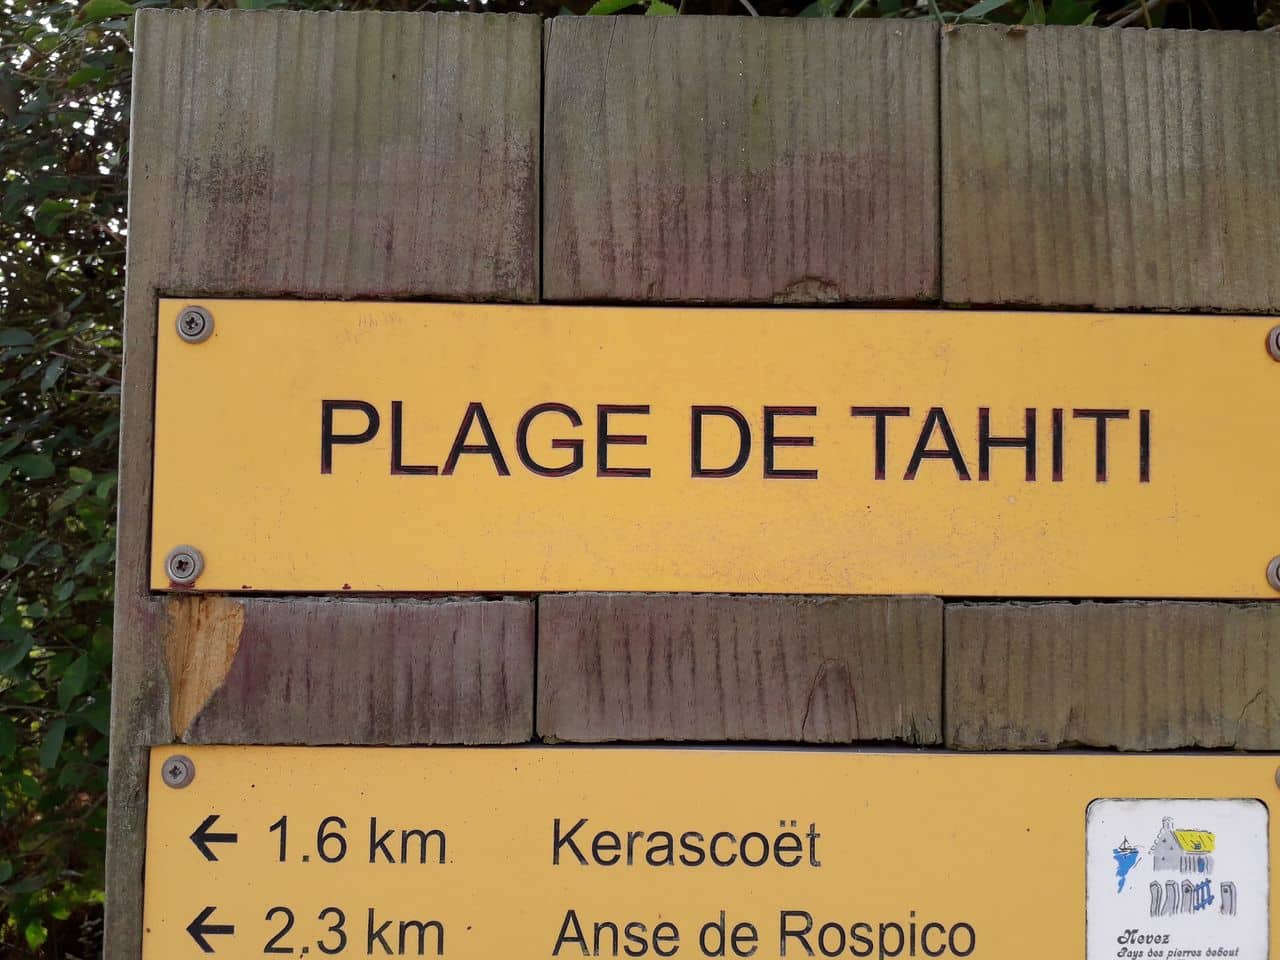 PLAGE DE TAHITI
← 1.6 km Kerascoët
← 2,3 km Anse de Rospico
Nevez
Pays des pierres debout